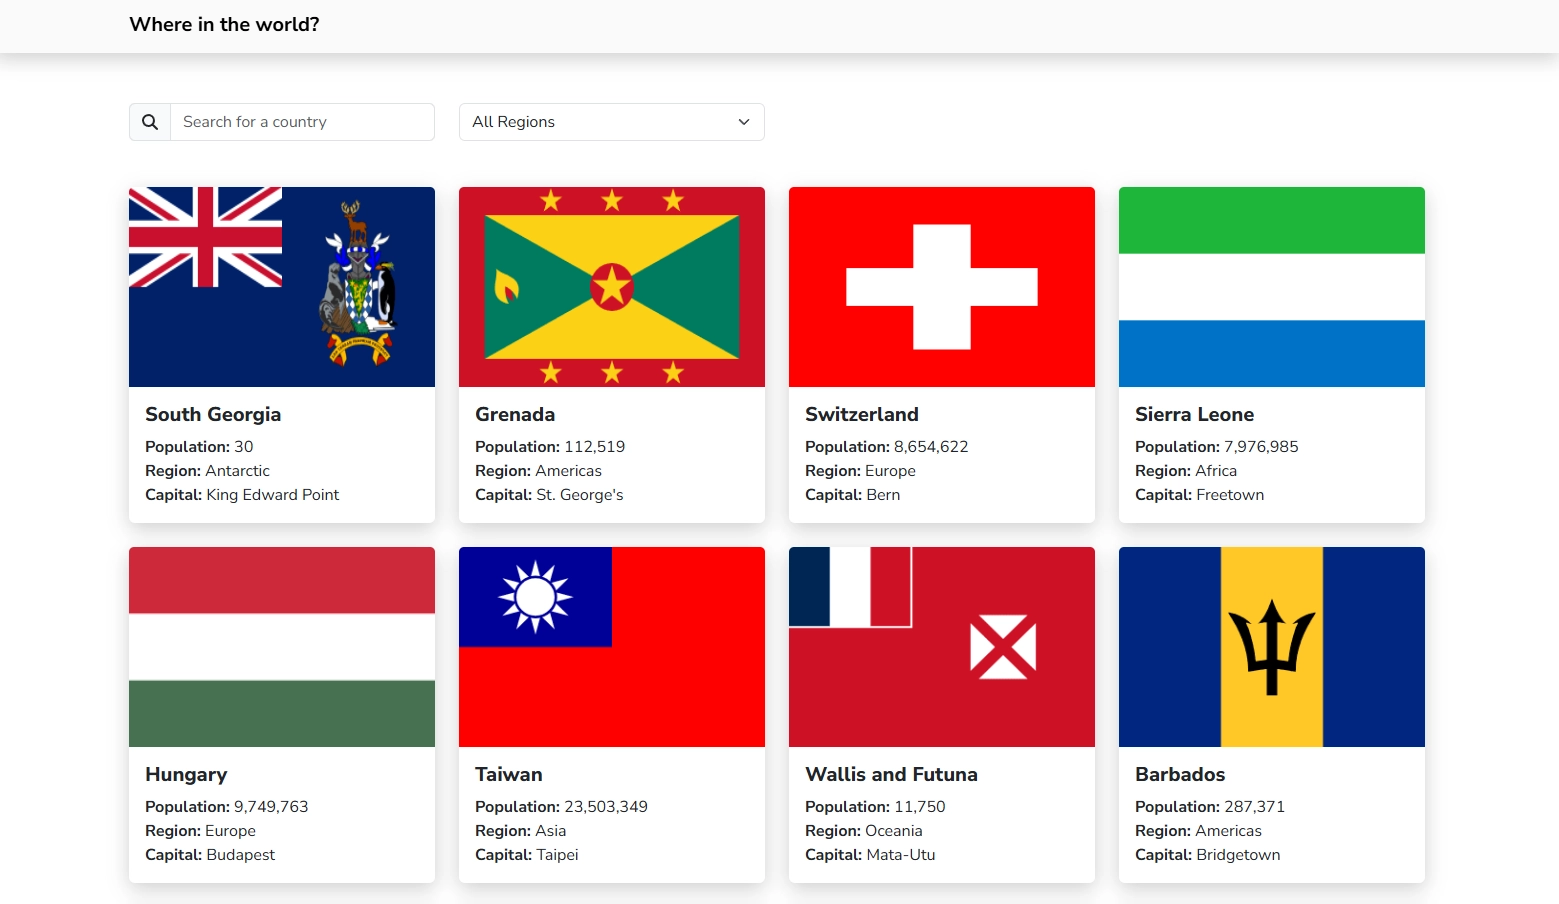 Where in the world?
Search for a country
All Regions
South Georgia
Population: 30
Region: Antarctic
Capital: King Edward Point
Grenada
Population: 112,519
Region: Americas
Capital: St. George's
Switzerland
Population: 8,654,622
Region: Europe
Capital: Bern
Sierra Leone
Population: 7,976,985
Region: Africa
Capital: Freetown
Hungary
Population: 9,749,763
Region: Europe
Capital: Budapest
Taiwan
Population: 23,503,349
Region: Asia
Capital: Taipei
Wallis and Futuna
Population: 11,750
Region: Oceania
Capital: Mata-Utu
Barbados
Population: 287,371
Region: Americas
Capital: Bridgetown